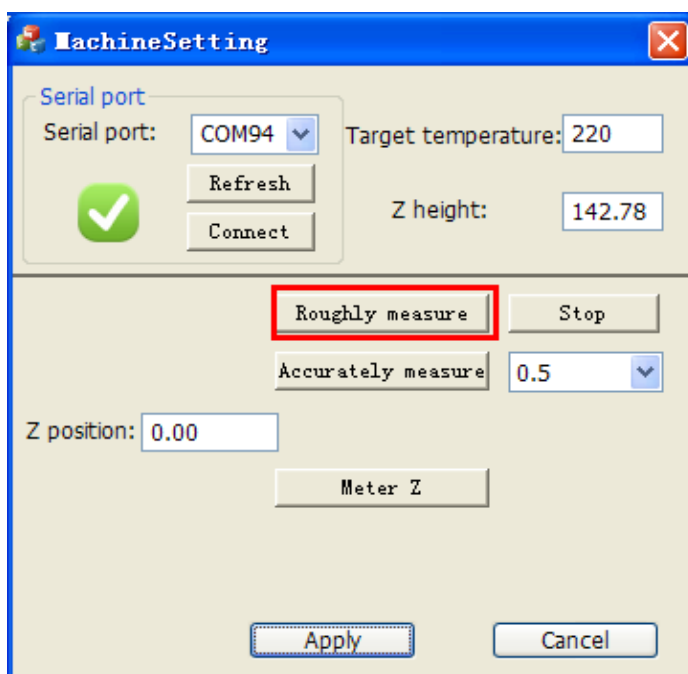 MachineSetting
Serial port
Serial port: COM94
Target temperature: 220
Refresh
Z height: 142.78
Connect
Roughly measure Stop
Accurately measure 0.5
Z position: 0.00
Meter Z
Apply Cancel